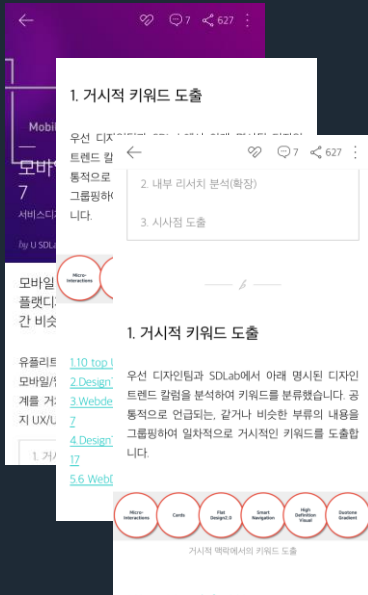 7
627
Mobil
모바
7
서비스디
by U SDLa
모바일
플랫디
간 비슷
유플리트
모바일/
계를 거
지 UX/U
1. 거시
1. 거시적 키워드 도출
우선
트렌드 칼
통적으로
그룹핑하
니다.
Micro-
Interactions
1.10 top
2.Design
3.Webde
7
4.Design
17
5.6 WebD
7
627
2. 내부 리서치 분석(확장)
3. 시사점 도출
1. 거시적 키워드 도출
우선 디자인팀과 SDLab에서 아래 명시된 디자인
트렌드 칼럼을 분석하여 키워드를 분류했습니다. 공
통적으로 언급되는, 같거나 비슷한 부류의 내용을
그룹핑하여 일차적으로 거시적인 키워드를 도출합
니다.
Micro-
Interactions
Cards
Flat
Design2.0
Smart
Navigation
High
Definition
Visual
Duotone
Gradient
거시적 맥락에서의 키워드 도출